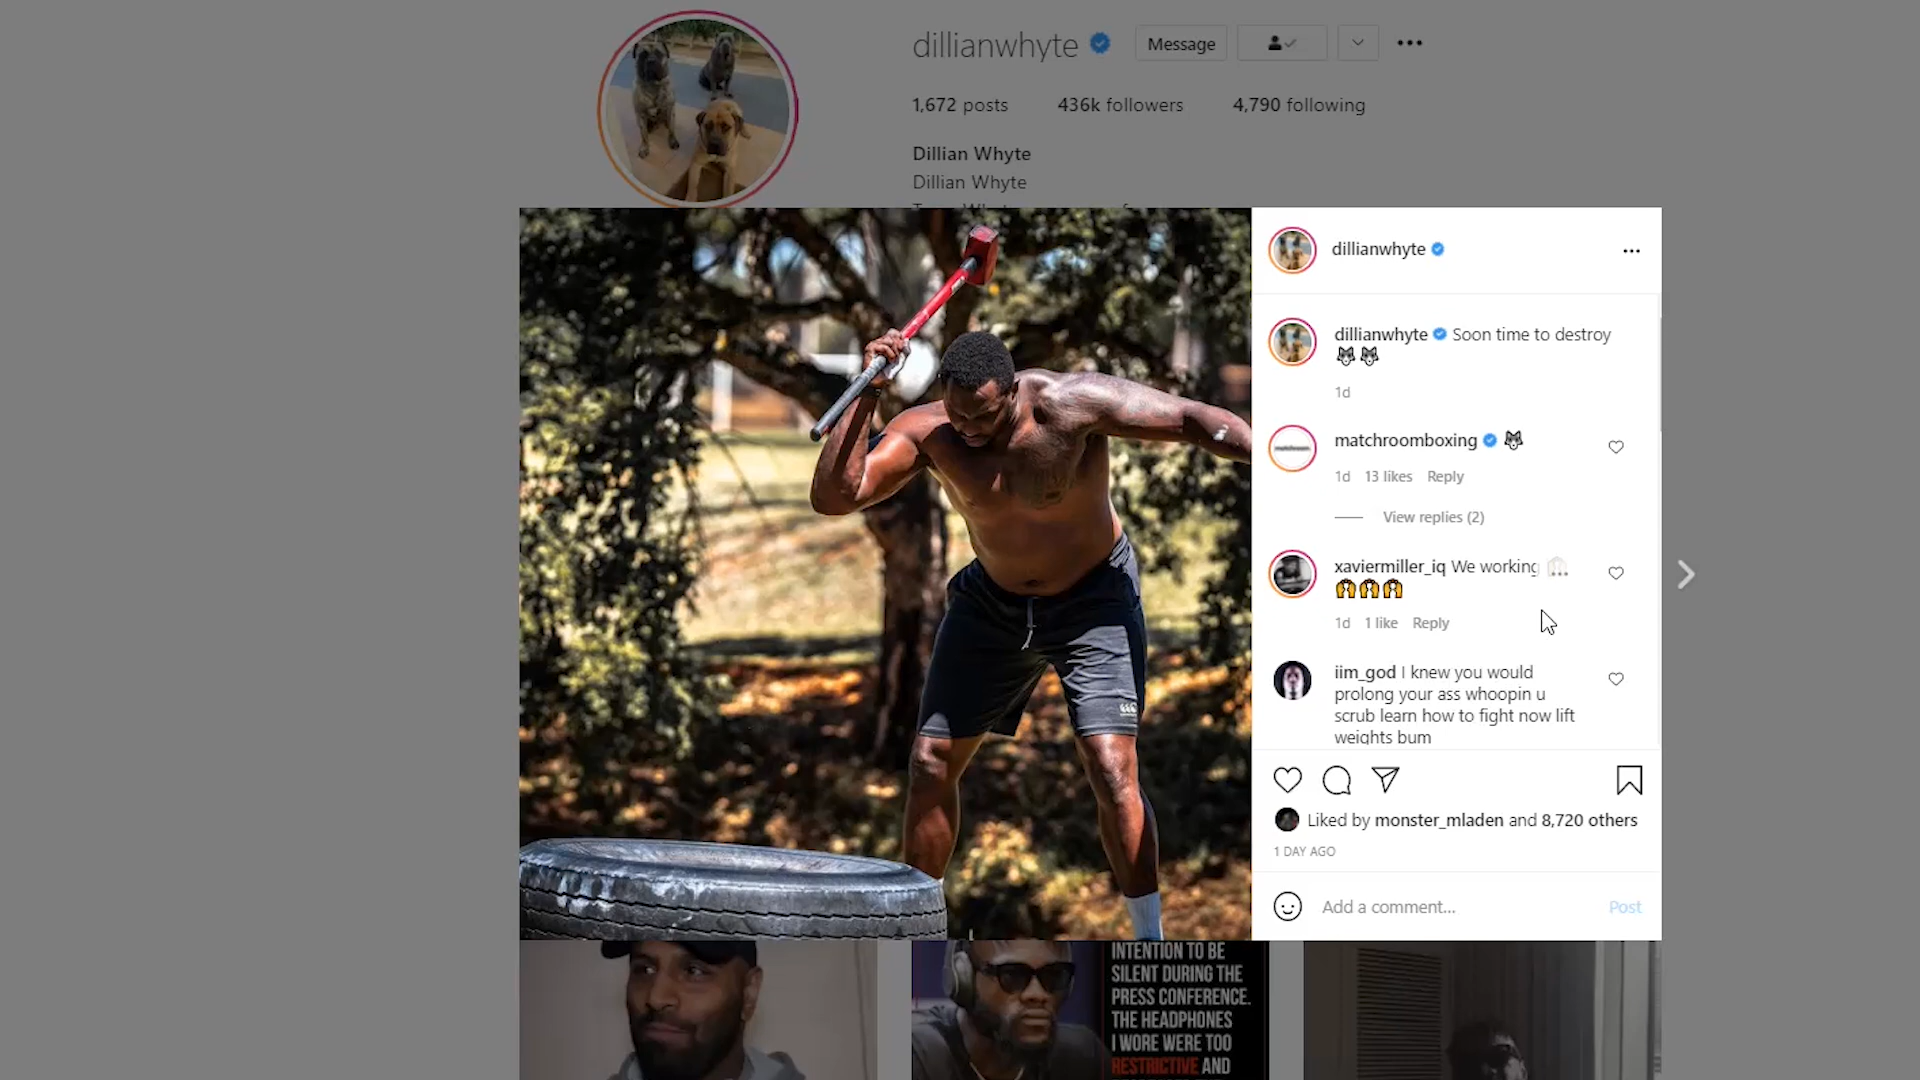 dillianwhyte
Message
1,672 posts 436k followers 4,790 following
Dillian Whyte
Dillian Whyte
dillianwhyte
dillianwhyte Soon time to destroy
1d
matchroomboxing
1d 13 likes Reply
View replies (2)
xaviermiller_iq We working
1d 1 like Reply
iim_god I knew you would
prolong your ass whoopin u
scrub learn how to fight now lift
weights bum
Liked by monster_mladen and 8,720 others
1 DAY AGO
Add a comment... Post
INTENTION TO BE
SILENT DURING THE
PRESS CONFERENCE.
THE HEADPHONES
I WORE WERE TOO
RESTRICTIVE AND